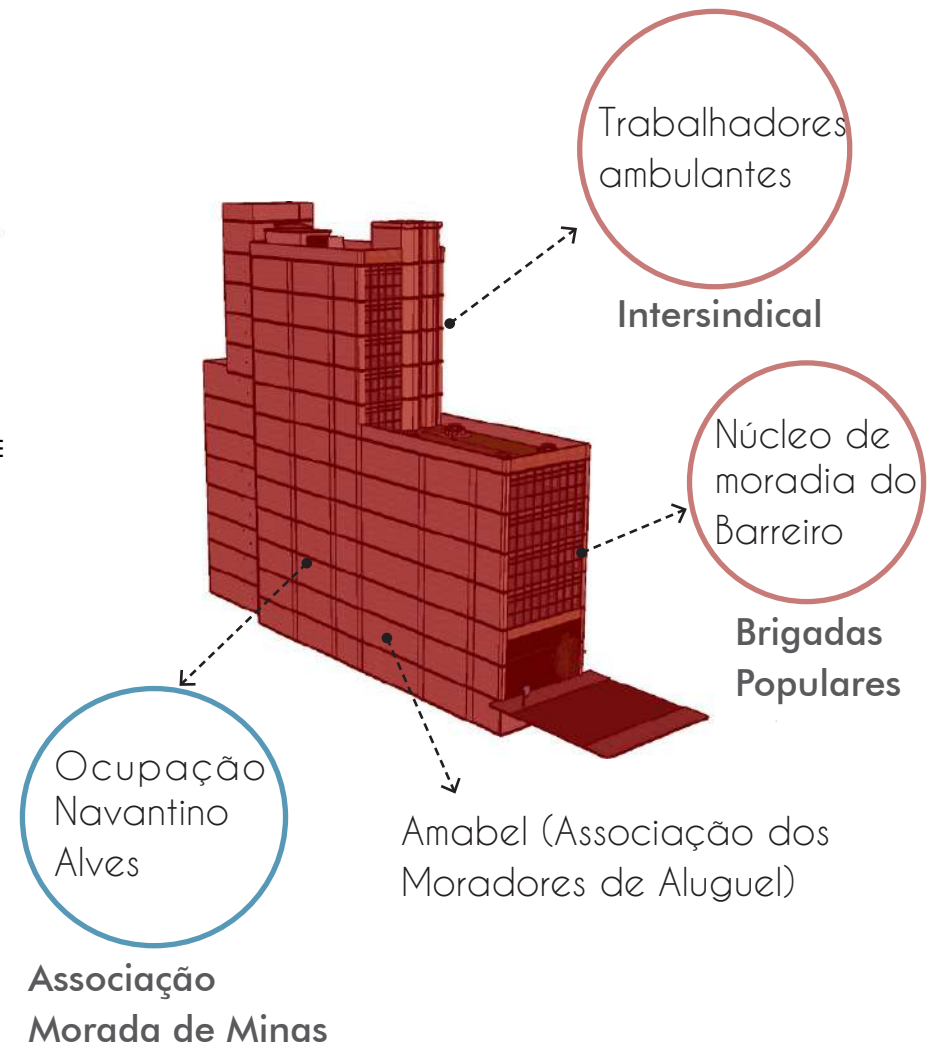 Trabalhadores
ambulantes
Intersindical
Núcleo de
moradia do
Barreiro
Brigadas
Populares
Ocupação
Navantino
Alves
Amabel (Associação dos
Moradores de Aluguel)
Associação
Morada de Minas